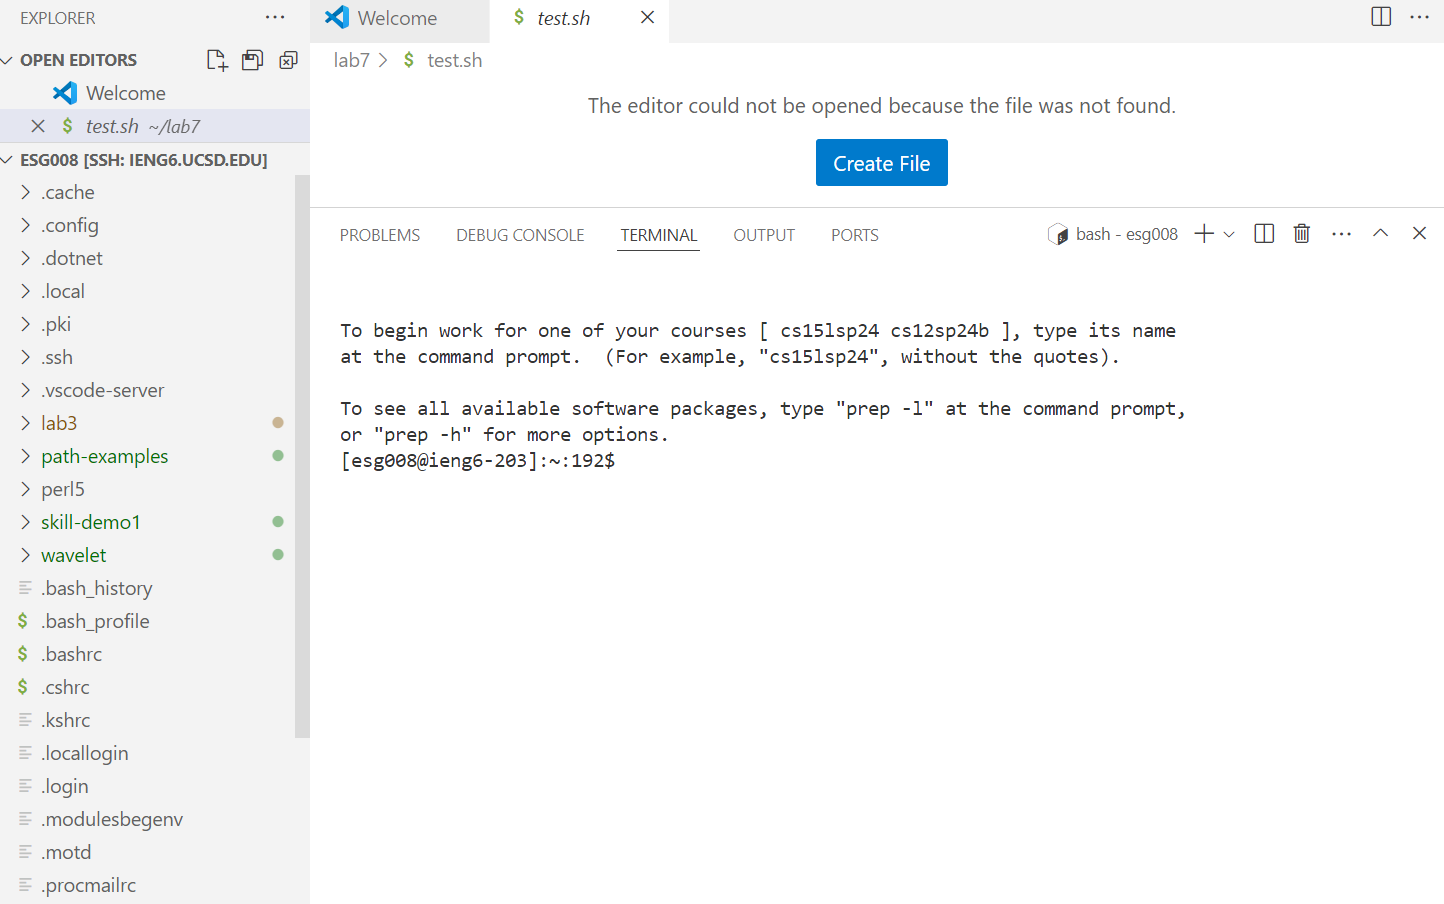 EXPLORER
OPEN EDITORS
Welcome
$ test.sh ~/lab7
ESG008 [SSH: IENG6.UCSD.EDU]
.cache
.config
.dotnet
.local
.pki
.ssh
.vscode-server
lab3
path-examples
perl5
skill-demo1
wavelet
.bash_history
$ .bash_profile
$ .bashrc
$ .cshrc
.kshrc
.locallogin
.login
.modulesbegenv
.motd
.procmailrc
Welcome
$ test.sh
lab7 > $ test.sh
The editor could not be opened because the file was not found.
Create File
PROBLEMS DEBUG CONSOLE TERMINAL OUTPUT PORTS
bash - esg008
To begin work for one of your courses [ cs15lsp24 cs12sp24b ], type its name
at the command prompt.  (For example, "cs15lsp24", without the quotes).
To see all available software packages, type "prep -l" at the command prompt,
or "prep -h" for more options.
[esg008@ieng6-203]:~:192$